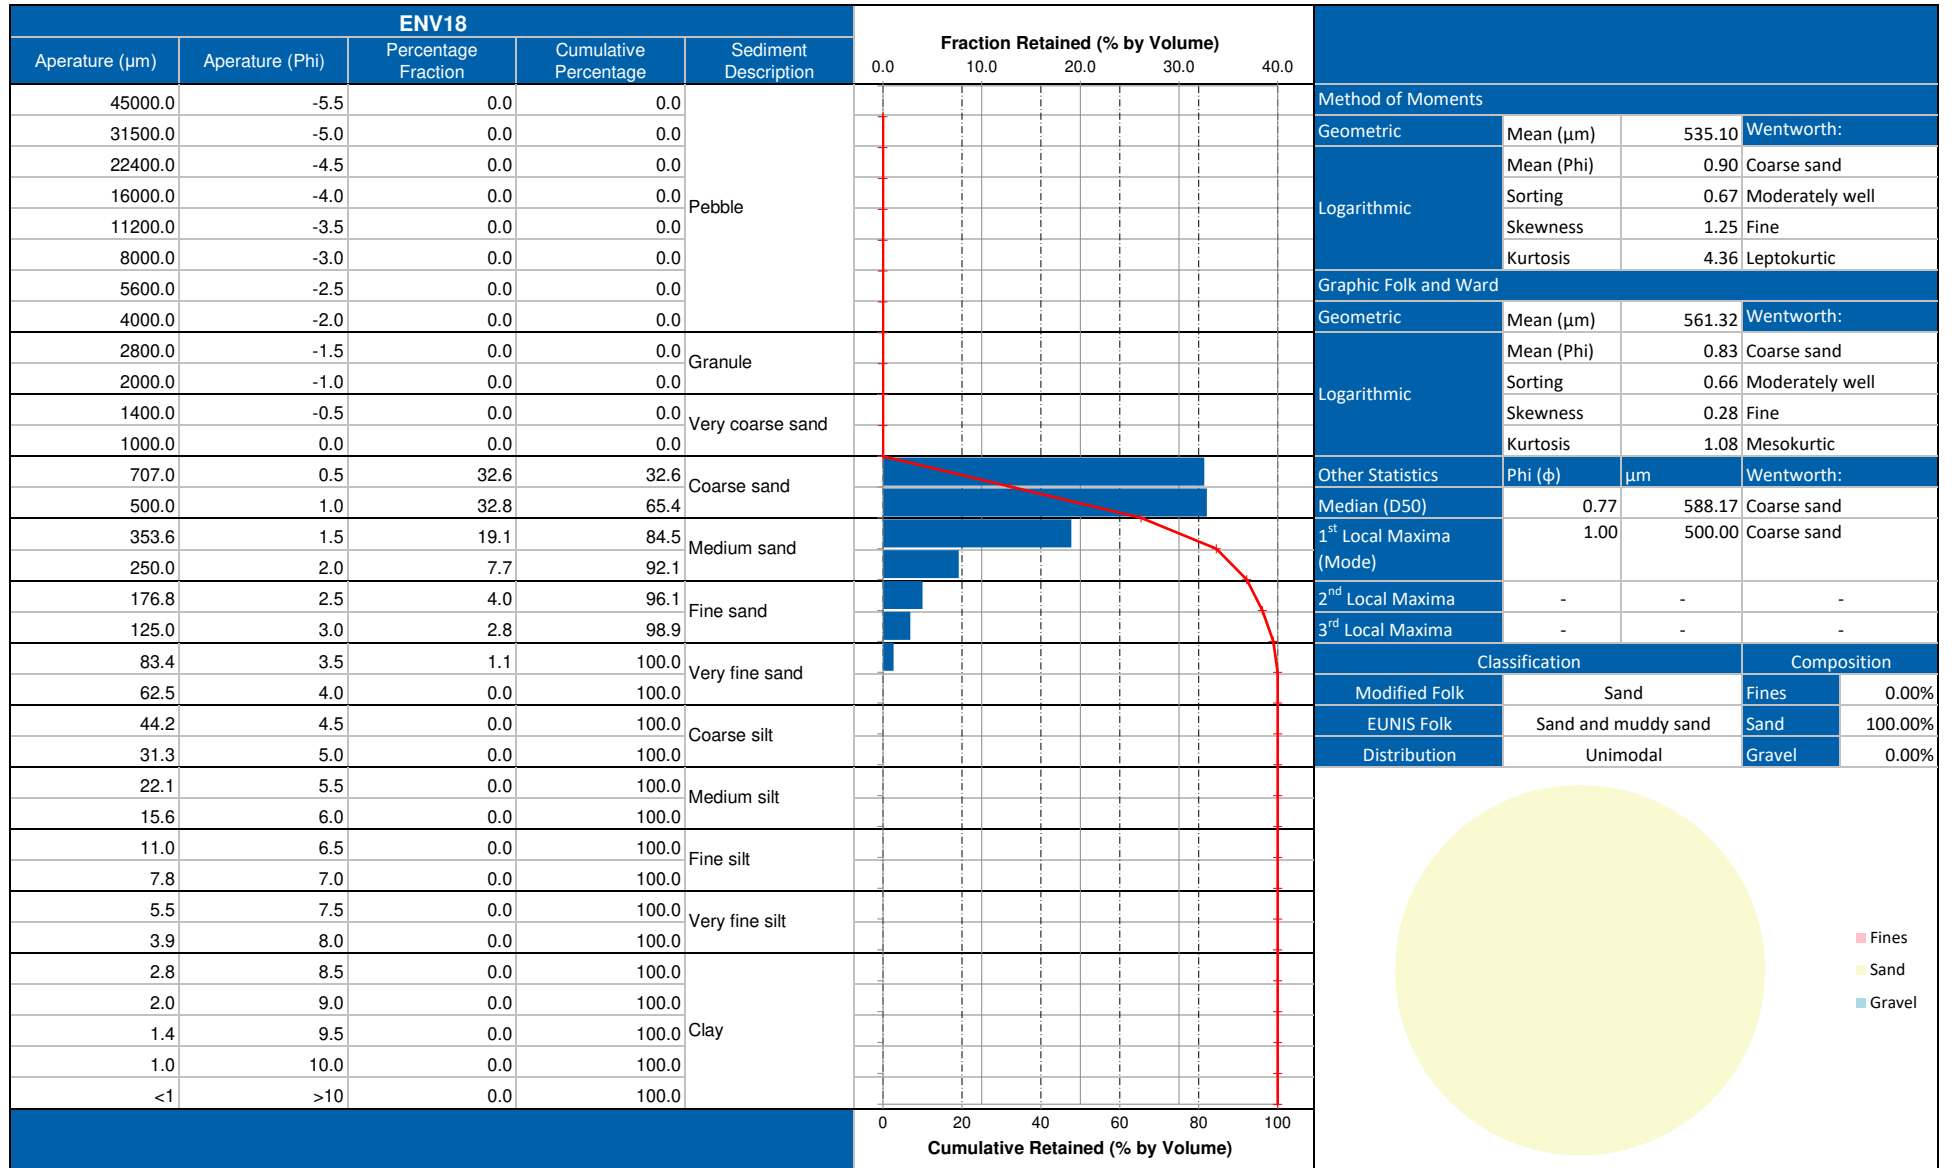 ENV18
Aperature (µm) Aperature (Phi) Percentage Fraction Cumulative Percentage Sediment Description
45000.0 -5.5 0.0 0.0
31500.0 -5.0 0.0 0.0
22400.0 -4.5 0.0 0.0
16000.0 -4.0 0.0 0.0
Pebble
11200.0 -3.5 0.0 0.0
8000.0 -3.0 0.0 0.0
5600.0 -2.5 0.0 0.0
4000.0 -2.0 0.0 0.0
2800.0 -1.5 0.0 0.0
Granule
2000.0 -1.0 0.0 0.0
1400.0 -0.5 0.0 0.0
Very coarse sand
1000.0 0.0 0.0 0.0
707.0 0.5 32.6 32.6
Coarse sand
500.0 1.0 32.8 65.4
353.6 1.5 19.1 84.5
Medium sand
250.0 2.0 7.7 92.1
176.8 2.5 4.0 96.1
Fine sand
125.0 3.0 2.8 98.9
83.4 3.5 1.1 100.0
Very fine sand
62.5 4.0 0.0 100.0
44.2 4.5 0.0 100.0
Coarse silt
31.3 5.0 0.0 100.0
22.1 5.5 0.0 100.0
Medium silt
15.6 6.0 0.0 100.0
11.0 6.5 0.0 100.0
Fine silt
7.8 7.0 0.0 100.0
5.5 7.5 0.0 100.0
Very fine silt
3.9 8.0 0.0 100.0
2.8 8.5 0.0 100.0
2.0 9.0 0.0 100.0
1.4 9.5 0.0 100.0 Clay
1.0 10.0 0.0 100.0
<1 >10 0.0 100.0
Fraction Retained (% by Volume)
0.0 10.0 20.0 30.0 40.0
0 20 40 60 80 100
Cumulative Retained (% by Volume)
Method of Moments
Geometric Mean (µm) 535.10 Wentworth:
Logarithmic
Mean (Phi) 0.90 Coarse sand
Sorting 0.67 Moderately well
Skewness 1.25 Fine
Kurtosis 4.36 Leptokurtic
Graphic Folk and Ward
Geometric Mean (µm) 561.32 Wentworth:
Logarithmic
Mean (Phi) 0.83 Coarse sand
Sorting 0.66 Moderately well
Skewness 0.28 Fine
Kurtosis 1.08 Mesokurtic
Other Statistics Phi (ϕ) µm Wentworth:
Median (D50) 0.77 588.17 Coarse sand
1st Local Maxima (Mode) 1.00 500.00 Coarse sand
2nd Local Maxima - - -
3rd Local Maxima - - -
Classification Composition
Modified Folk Sand Fines 0.00%
EUNIS Folk Sand and muddy sand Sand 100.00%
Distribution Unimodal Gravel 0.00%
Fines
Sand
Gravel